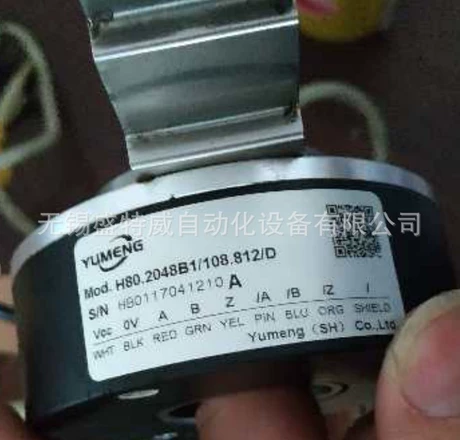 无锡盛特威自动化设备有限公司
YUMENG
Mod. H80.2048B1/108.812/D
S/N HB0117041210 A
Vcc 0V A B Z /A /B /Z /
WHT BLK RED GRN YEL PIN BLU ORG SHIELD
Yumeng (SH) Co.,Ltd.